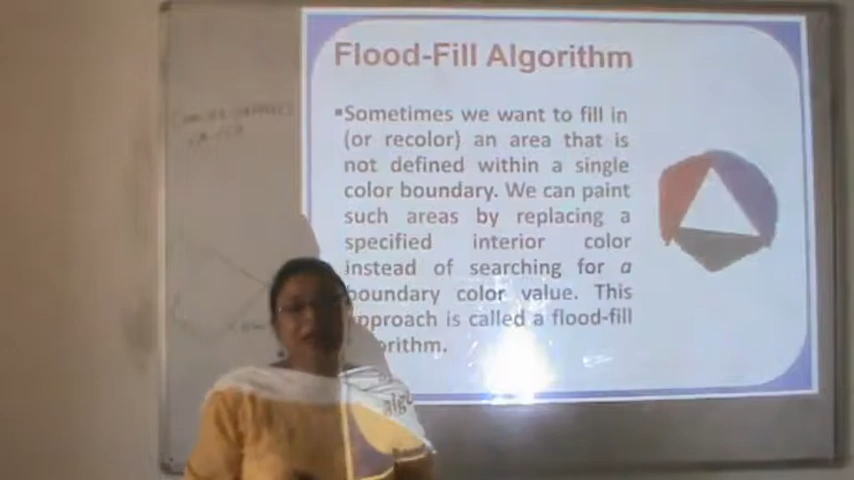 Flood-Fill Algorithm
▪Sometimes we want to fill in
(or recolor) an area that is
not defined within a single
color boundary. We can paint
such areas by replacing a
specified interior color
instead of searching for a
boundary color value. This
approach is called a flood-fill
orithm.
alg